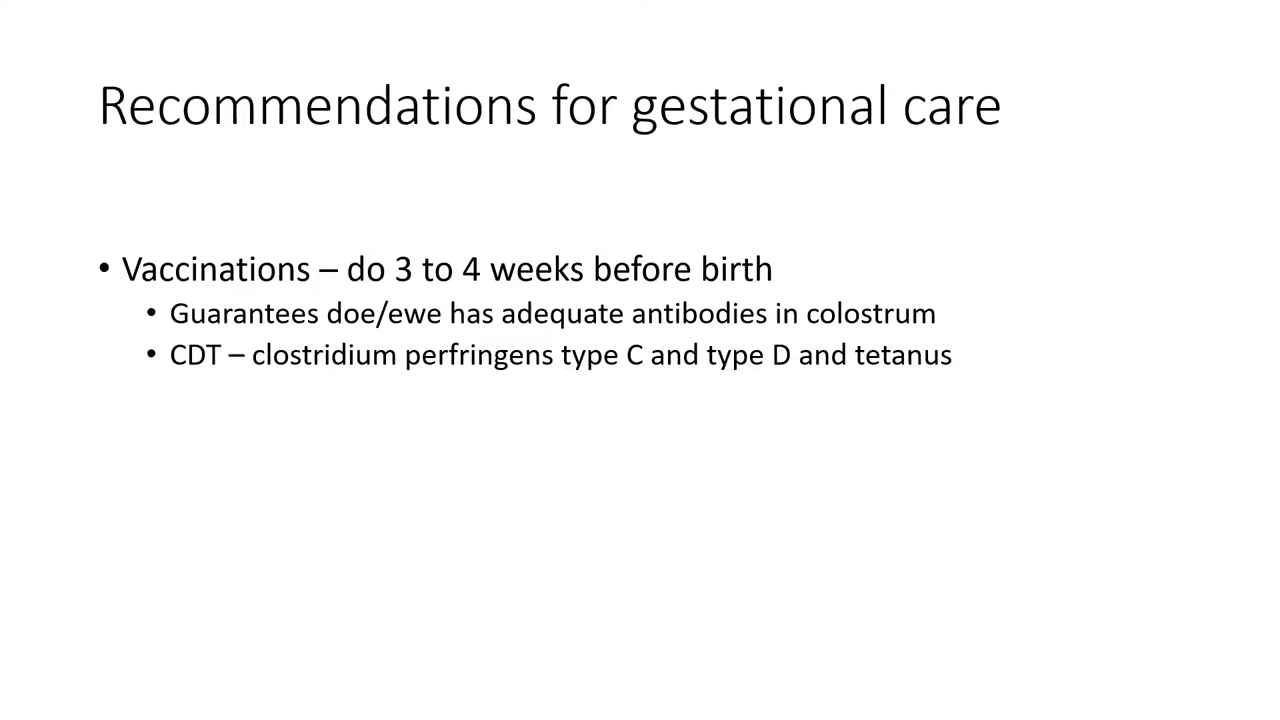 Recommendations for gestational care
• Vaccinations – do 3 to 4 weeks before birth
• Guarantees doe/ewe has adequate antibodies in colostrum
• CDT – clostridium perfringens type C and type D and tetanus